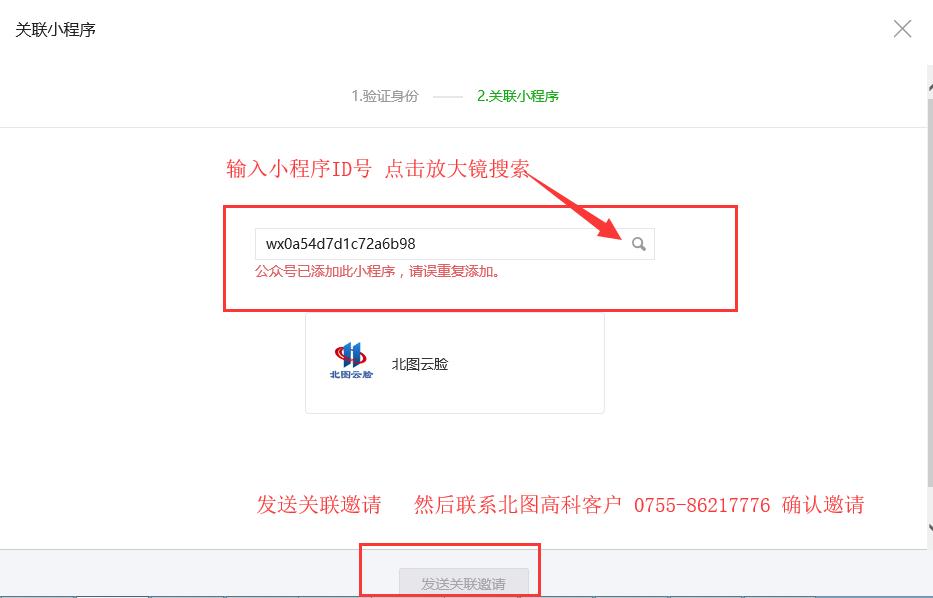 关联小程序
1.验证身份
2.关联小程序
输入小程序ID号 点击放大镜搜索
wx0a54d7d1c72a6b98
公众号已添加此小程序，请误重复添加。
北图云脸
北图云脸
发送关联邀请 然后联系北图高科客户 0755-86217776 确认邀请
发送关联邀请